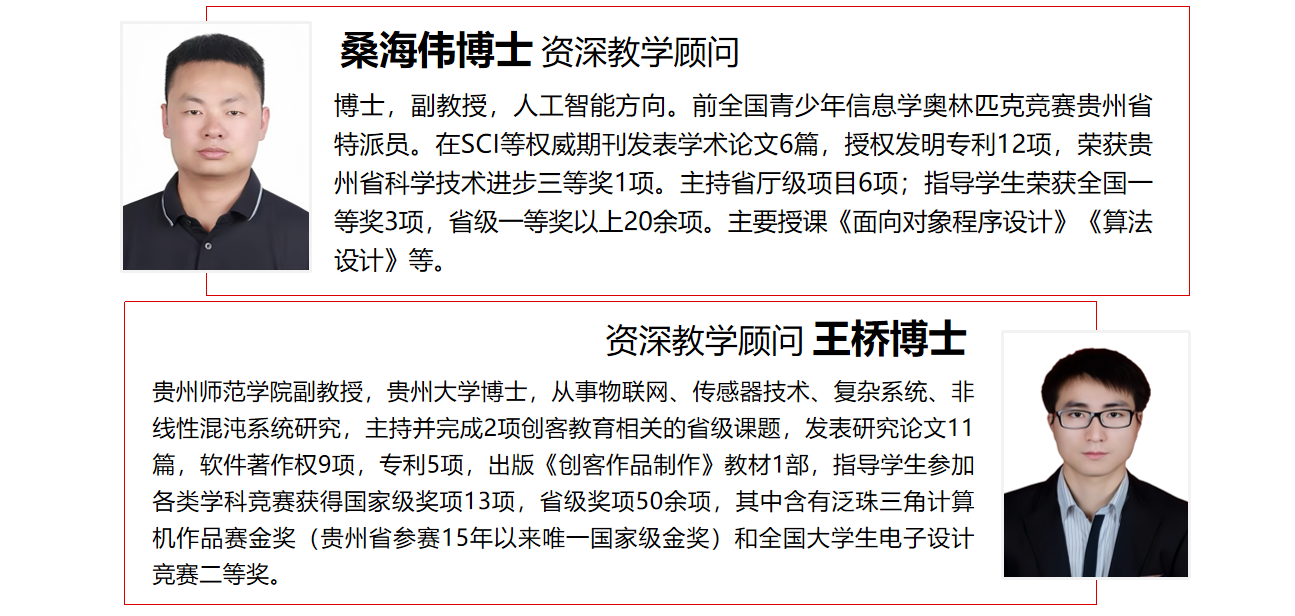 桑海伟博士 资深教学顾问
博士，副教授，人工智能方向。前全国青少年信息学奥林匹克竞赛贵州省
特派员。在SCI等权威期刊发表学术论文6篇，授权发明专利12项，荣获贵
州省科学技术进步三等奖1项。主持省厅级项目6项；指导学生荣获全国一
等奖3项，省级一等奖以上20余项。主要授课《面向对象程序设计》《算法
设计》等。
资深教学顾问 王桥博士
贵州师范学院副教授，贵州大学博士，从事物联网、传感器技术、复杂系统、非
线性混沌系统研究，主持并完成2项创客教育相关的省级课题，发表研究论文11
篇，软件著作权9项，专利5项，出版《创客作品制作》教材1部，指导学生参加
各类学科竞赛获得国家级奖项13项，省级奖项50余项，其中含有泛珠三角计算
机作品赛金奖（贵州省参赛15年以来唯一国家级金奖）和全国大学生电子设计
竞赛二等奖。